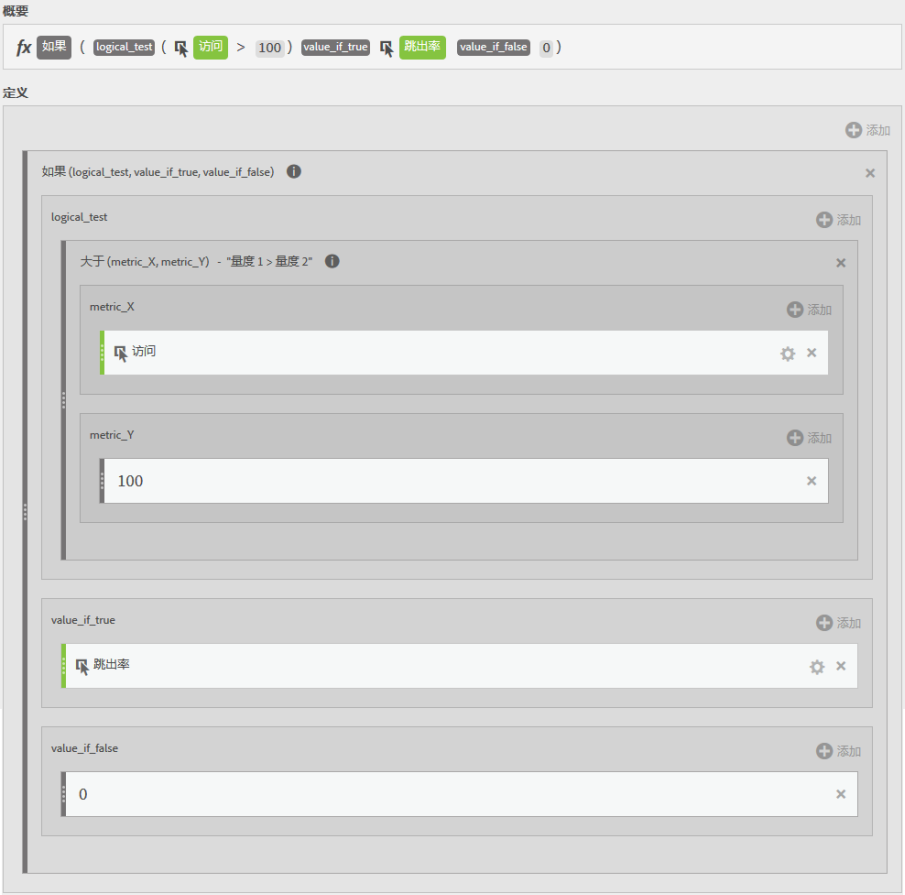 概要
fx 如果 ( logical_test ( 访问 > 100 ) value_if_true 跳出率 value_if_false 0 )
定义
添加
如果 (logical_test, value_if_true, value_if_false)
logical_test 添加
大于 (metric_X, metric_Y) - "量度 1 > 量度 2"
metric_X 添加
访问
metric_Y 添加
100
value_if_true 添加
跳出率
value_if_false 添加
0